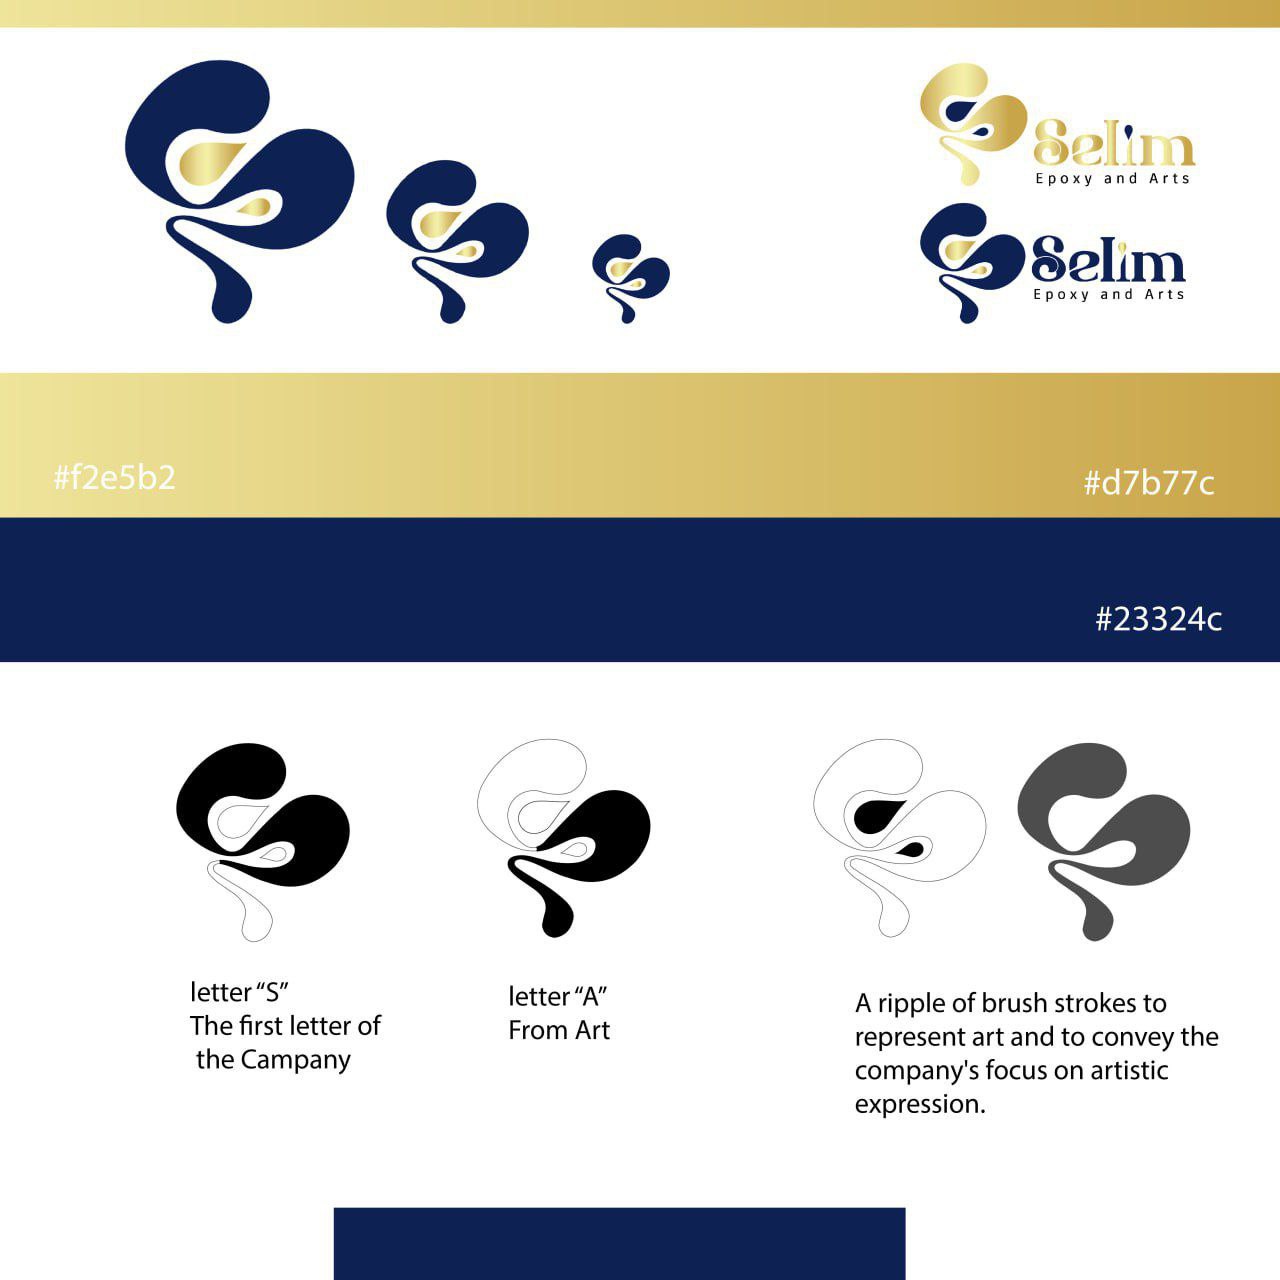 Selim
Epoxy and Arts
Selim
Epoxy and Arts
#f2e5b2
#d7b77c
#23324c
letter “S”
The first letter of
the Campany
letter “A”
From Art
A ripple of brush strokes to
represent art and to convey the
company's focus on artistic
expression.